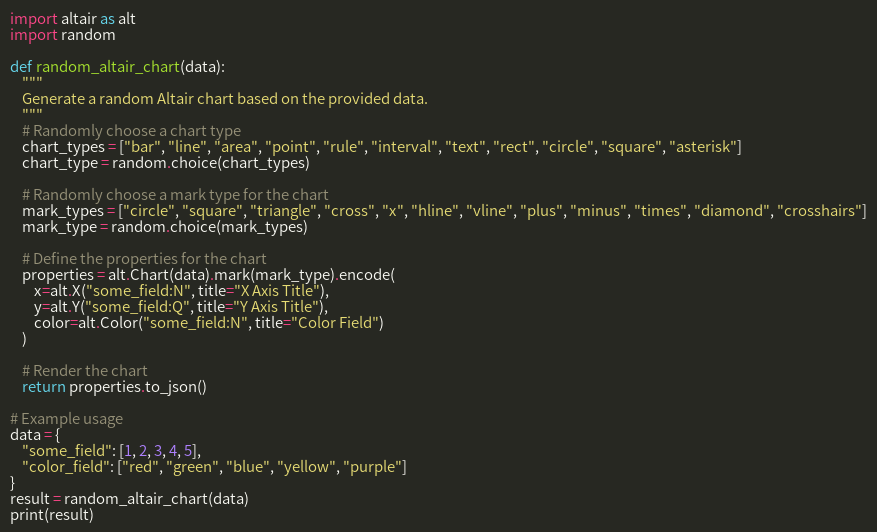 import altair as alt
import random

def random_altair_chart(data):
    """
    Generate a random Altair chart based on the provided data.
    """
    # Randomly choose a chart type
    chart_types = ["bar", "line", "area", "point", "rule", "interval", "text", "rect", "circle", "square", "asterisk"]
    chart_type = random.choice(chart_types)

    # Randomly choose a mark type for the chart
    mark_types = ["circle", "square", "triangle", "cross", "x", "hline", "vline", "plus", "minus", "times", "diamond", "crosshairs"]
    mark_type = random.choice(mark_types)

    # Define the properties for the chart
    properties = alt.Chart(data).mark(mark_type).encode(
        x=alt.X("some_field:N", title="X Axis Title"),
        y=alt.Y("some_field:Q", title="Y Axis Title"),
        color=alt.Color("some_field:N", title="Color Field")
    )

    # Render the chart
    return properties.to_json()

# Example usage
data = {
    "some_field": [1, 2, 3, 4, 5],
    "color_field": ["red", "green", "blue", "yellow", "purple"]
}
result = random_altair_chart(data)
print(result)